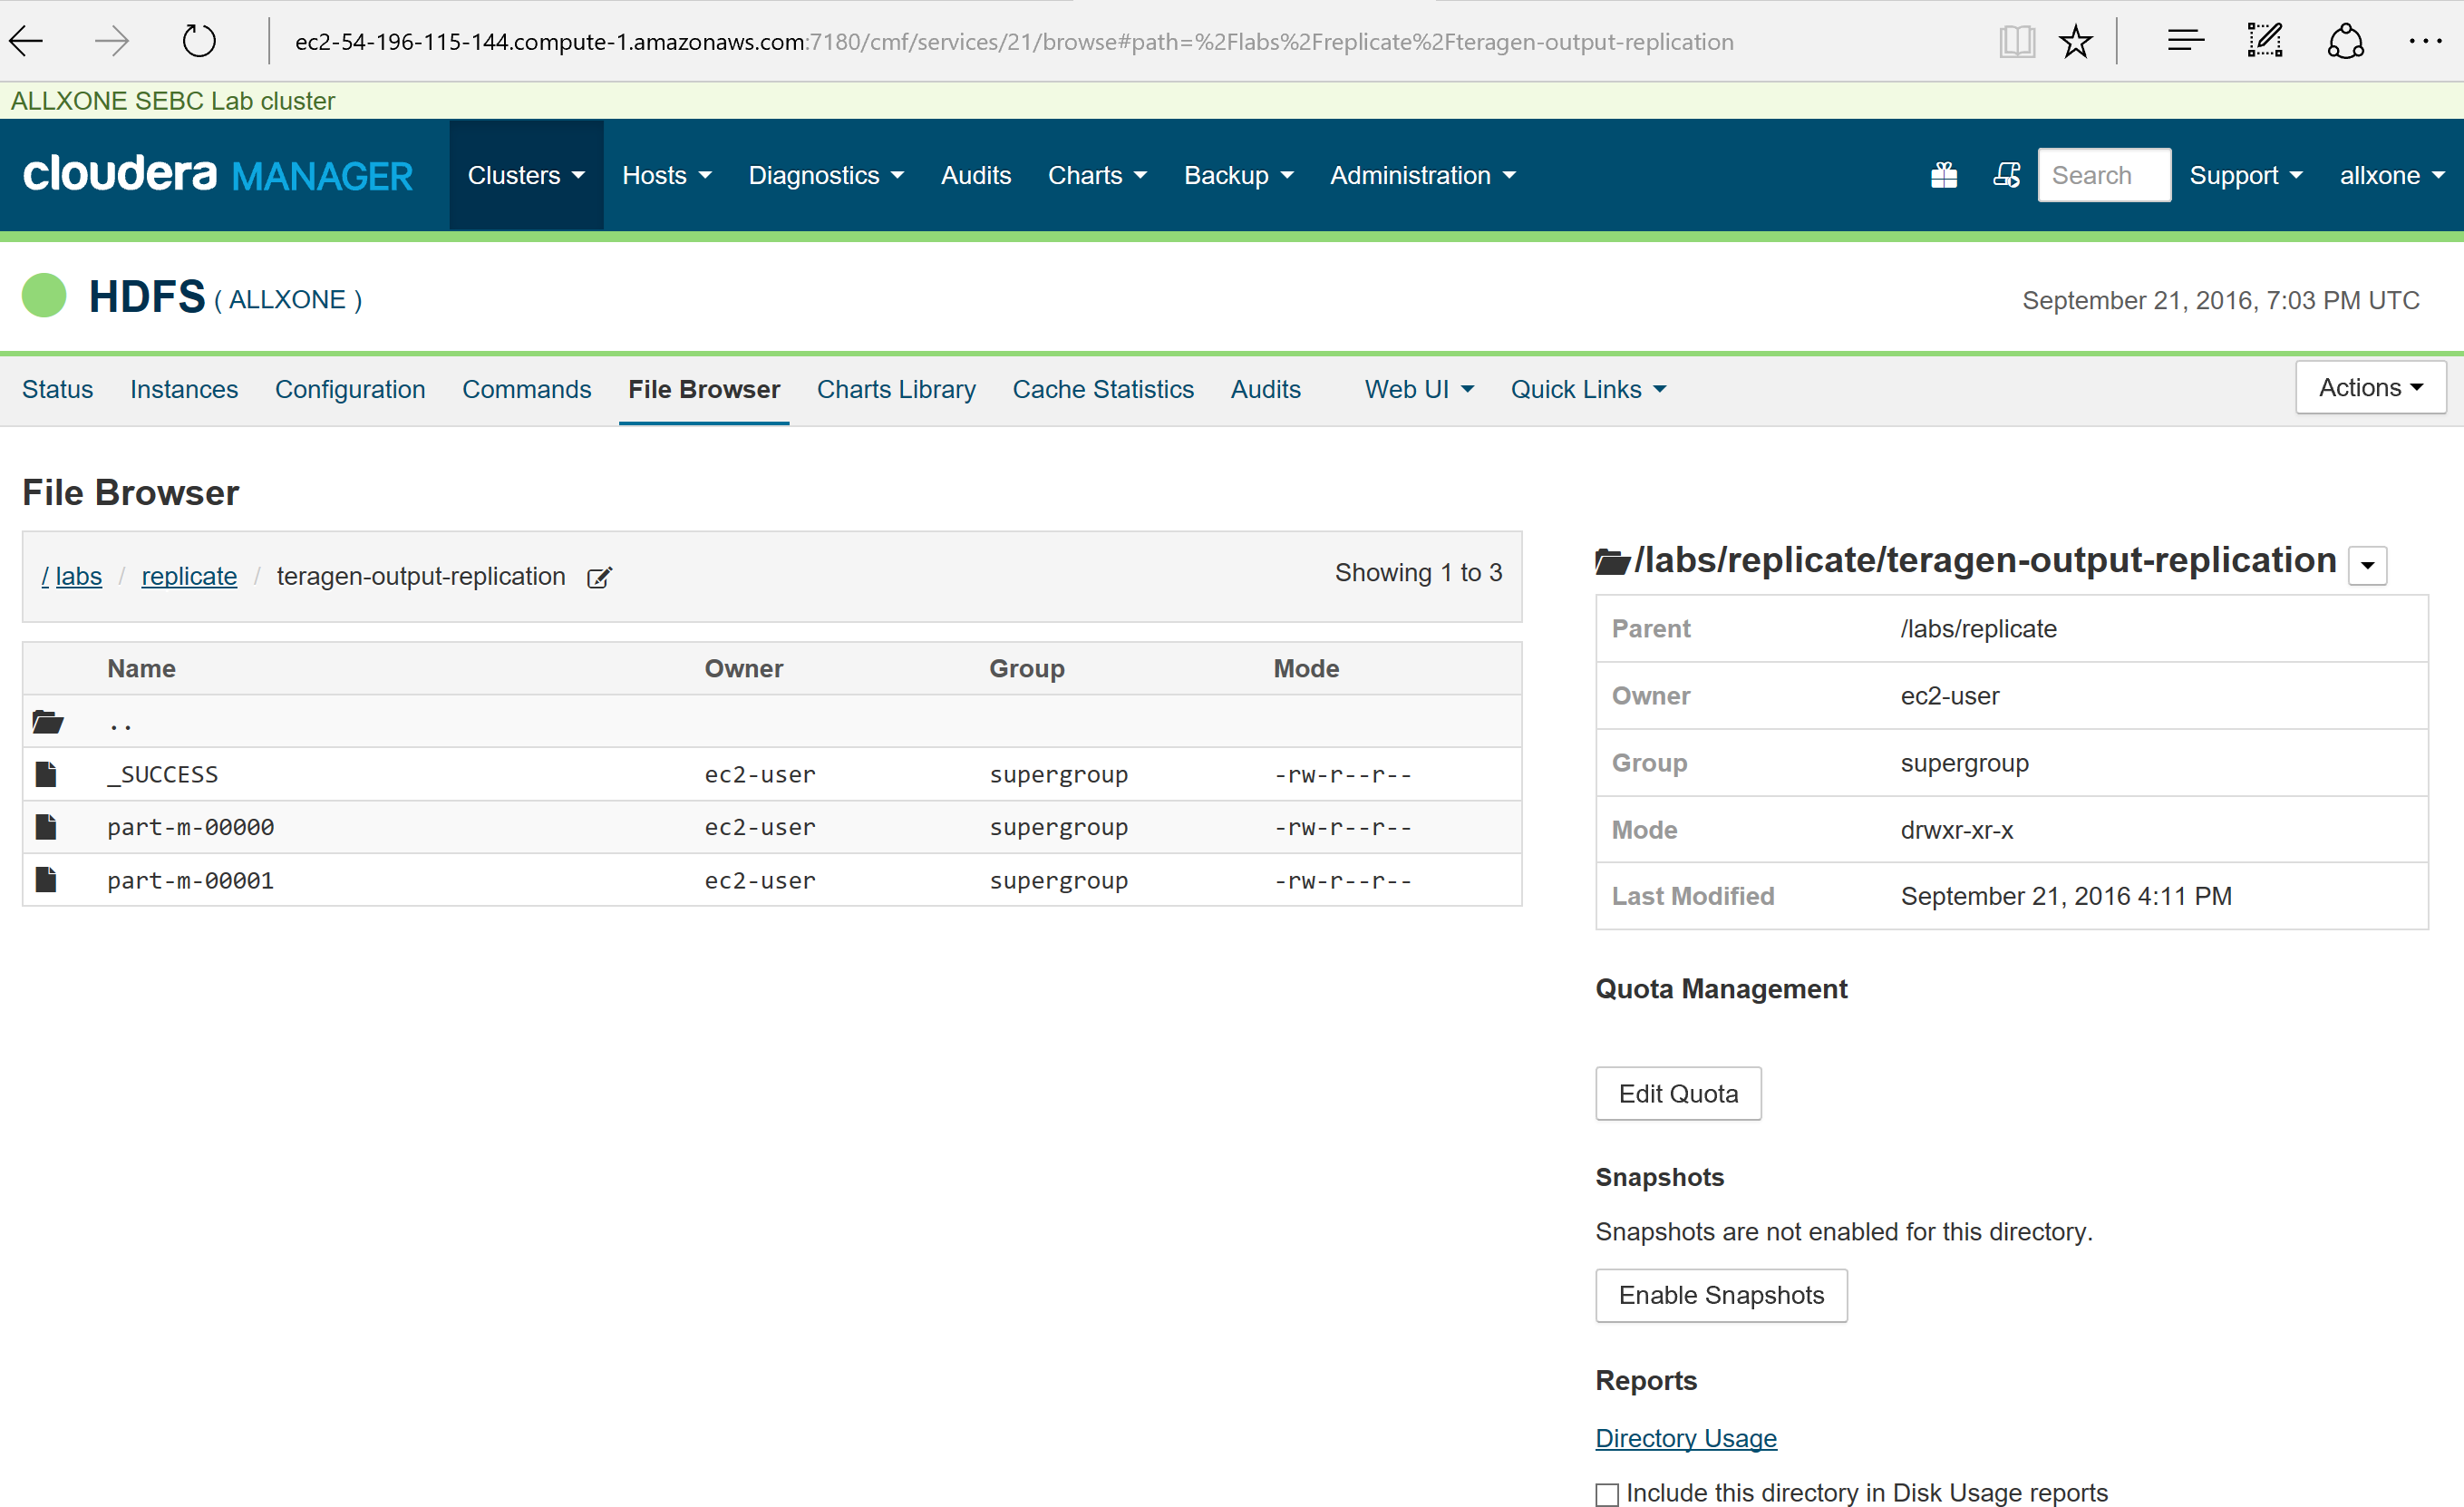 ec2-54-196-115-144.compute-1.amazonaws.com:7180/cmf/services/21/browse#path=%2Flabs%2Freplicate%2Fteragen-output-replication
ALLXONE SEBC Lab cluster
cloudera MANAGER Clusters Hosts Diagnostics Audits Charts Backup Administration Search Support allxone
HDFS ( ALLXONE ) September 21, 2016, 7:03 PM UTC
Status Instances Configuration Commands File Browser Charts Library Cache Statistics Audits Web UI Quick Links Actions
File Browser
/ labs / replicate / teragen-output-replication Showing 1 to 3
Name Owner Group Mode
..
_SUCCESS ec2-user supergroup -rw-r--r--
part-m-00000 ec2-user supergroup -rw-r--r--
part-m-00001 ec2-user supergroup -rw-r--r--
/labs/replicate/teragen-output-replication
Parent /labs/replicate
Owner ec2-user
Group supergroup
Mode drwxr-xr-x
Last Modified September 21, 2016 4:11 PM
Quota Management
Edit Quota
Snapshots
Snapshots are not enabled for this directory.
Enable Snapshots
Reports
Directory Usage
Include this directory in Disk Usage reports